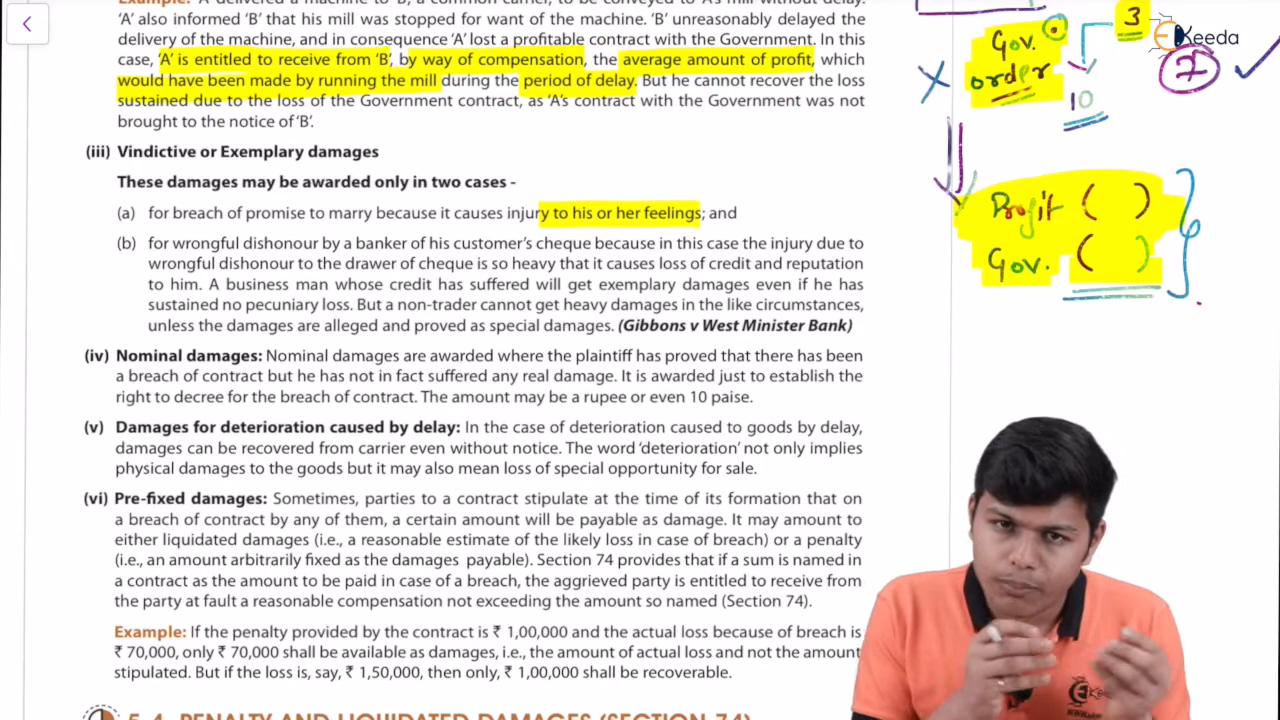 Example: 'A' delivered a machine to 'B', a common carrier, to be conveyed to 'A's mill without delay.
'A' also informed 'B' that his mill was stopped for want of the machine. 'B' unreasonably delayed the
delivery of the machine, and in consequence 'A' lost a profitable contract with the Government. In this
case, 'A' is entitled to receive from 'B', by way of compensation, the average amount of profit, which
would have been made by running the mill during the period of delay. But he cannot recover the loss
sustained due to the loss of the Government contract, as 'A's contract with the Government was not
brought to the notice of 'B'.
(iii) Vindictive or Exemplary damages
These damages may be awarded only in two cases -
(a) for breach of promise to marry because it causes injury to his or her feelings; and
(b) for wrongful dishonour by a banker of his customer's cheque because in this case the injury due to
wrongful dishonour to the drawer of cheque is so heavy that it causes loss of credit and reputation
to him. A business man whose credit has suffered will get exemplary damages even if he has
sustained no pecuniary loss. But a non-trader cannot get heavy damages in the like circumstances,
unless the damages are alleged and proved as special damages. (Gibbons v West Minister Bank)
(iv) Nominal damages: Nominal damages are awarded where the plaintiff has proved that there has been
a breach of contract but he has not in fact suffered any real damage. It is awarded just to establish the
right to decree for the breach of contract. The amount may be a rupee or even 10 paise.
(v) Damages for deterioration caused by delay: In the case of deterioration caused to goods by delay,
damages can be recovered from carrier even without notice. The word 'deterioration' not only implies
physical damages to the goods but it may also mean loss of special opportunity for sale.
(vi) Pre-fixed damages: Sometimes, parties to a contract stipulate at the time of its formation that on
a breach of contract by any of them, a certain amount will be payable as damage. It may amount to
either liquidated damages (i.e., a reasonable estimate of the likely loss in case of breach) or a penalty
(i.e., an amount arbitrarily fixed as the damages payable). Section 74 provides that if a sum is named in
a contract as the amount to be paid in case of a breach, the aggrieved party is entitled to receive from
the party at fault a reasonable compensation not exceeding the amount so named (Section 74).
Example: If the penalty provided by the contract is ₹ 1,00,000 and the actual loss because of breach is
₹ 70,000, only ₹ 70,000 shall be available as damages, i.e., the amount of actual loss and not the amount
stipulated. But if the loss is, say, ₹ 1,50,000, then only, ₹ 1,00,000 shall be recoverable.
5.4 PENALTY AND LIQUIDATED DAMAGES (SECTION 74)
3
EKeeda
Gov.
order
7
10
Profit ( )
Gov. ( )